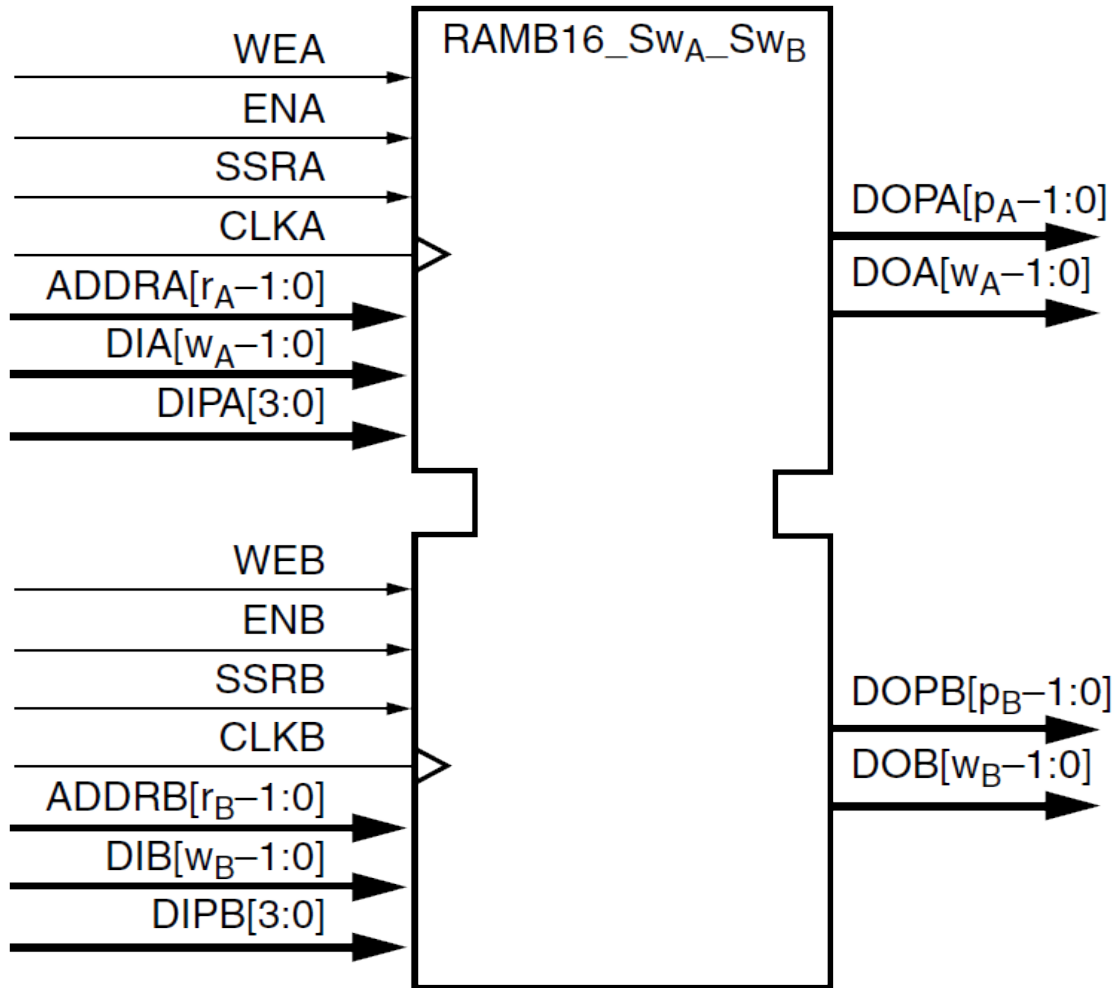 RAMB16_SwA_SwB
WEA
ENA
SSRA
CLKA
ADDRA[rA–1:0]
DIA[wA–1:0]
DIPA[3:0]
DOPA[pA–1:0]
DOA[wA–1:0]
WEB
ENB
SSRB
CLKB
ADDRB[rB–1:0]
DIB[wB–1:0]
DIPB[3:0]
DOPB[pB–1:0]
DOB[wB–1:0]